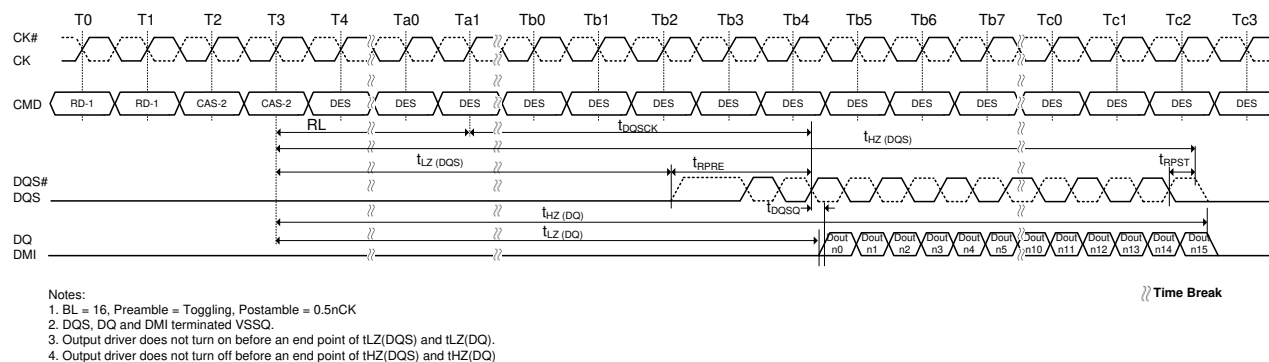 T0 T1 T2 T3 T4 Ta0 Ta1 Tb0 Tb1 Tb2 Tb3 Tb4 Tb5 Tb6 Tb7 Tc0 Tc1 Tc2 Tc3
CK#
CK
CMD RD-1 RD-1 CAS-2 CAS-2 DES DES DES DES DES DES DES DES DES DES DES DES DES DES DES
RL tDQSCK
tHZ (DQS)
tLZ (DQS) tRPRE tRPST
DQS#
DQS
tDQSQ
tHZ (DQ)
tLZ (DQ)
DQ
DMI
Dout n0 Dout n1 Dout n2 Dout n3 Dout n4 Dout n5 Dout n10 Dout n11 Dout n12 Dout n13 Dout n14 Dout n15
Time Break
Notes:
1. BL = 16, Preamble = Toggling, Postamble = 0.5nCK
2. DQS, DQ and DMI terminated VSSQ.
3. Output driver does not turn on before an end point of tLZ(DQS) and tLZ(DQ).
4. Output driver does not turn off before an end point of tHZ(DQS) and tHZ(DQ)